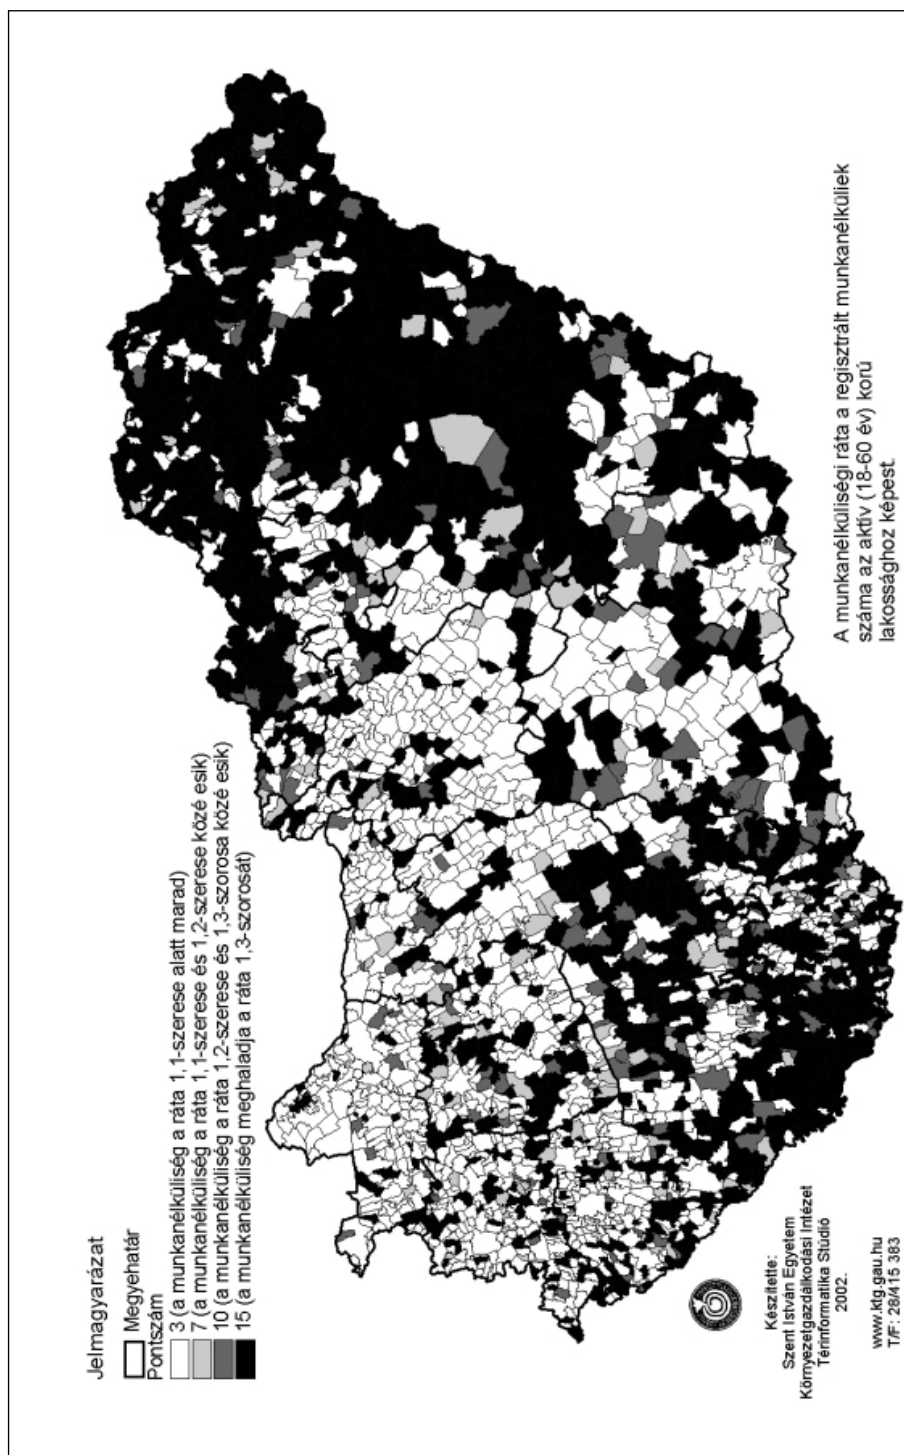 Jelmagyarázat
Megyehatár
Pontszám
3 (a munkanélküliség a ráta 1,1-szerese alatt marad)
7 (a munkanélküliség a ráta 1,1-szerese és 1,2-szerese közé esik)
10 (a munkanélküliség a ráta 1,2-szerese és 1,3-szorosa közé esik)
15 (a munkanélküliség meghaladja a ráta 1,3-szorosát)
A munkanélküliségi ráta a regisztrált munkanélküliek
száma az aktív (18-60 év) korú
lakossághoz képest.
Készítette:
Szent István Egyetem
Környezetgazdálkodási Intézet
Térinformatika Stúdió
2002.
www.ktg.gau.hu
T/F: 28/415 383